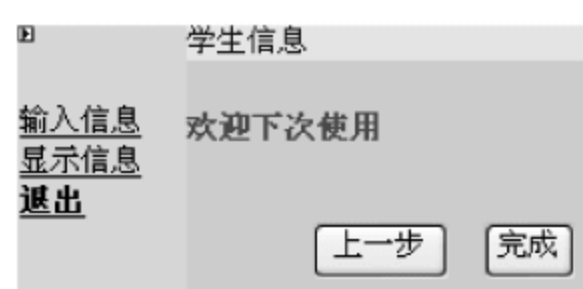 学生信息
输入信息
显示信息
退出
欢迎下次使用
上一步
完成